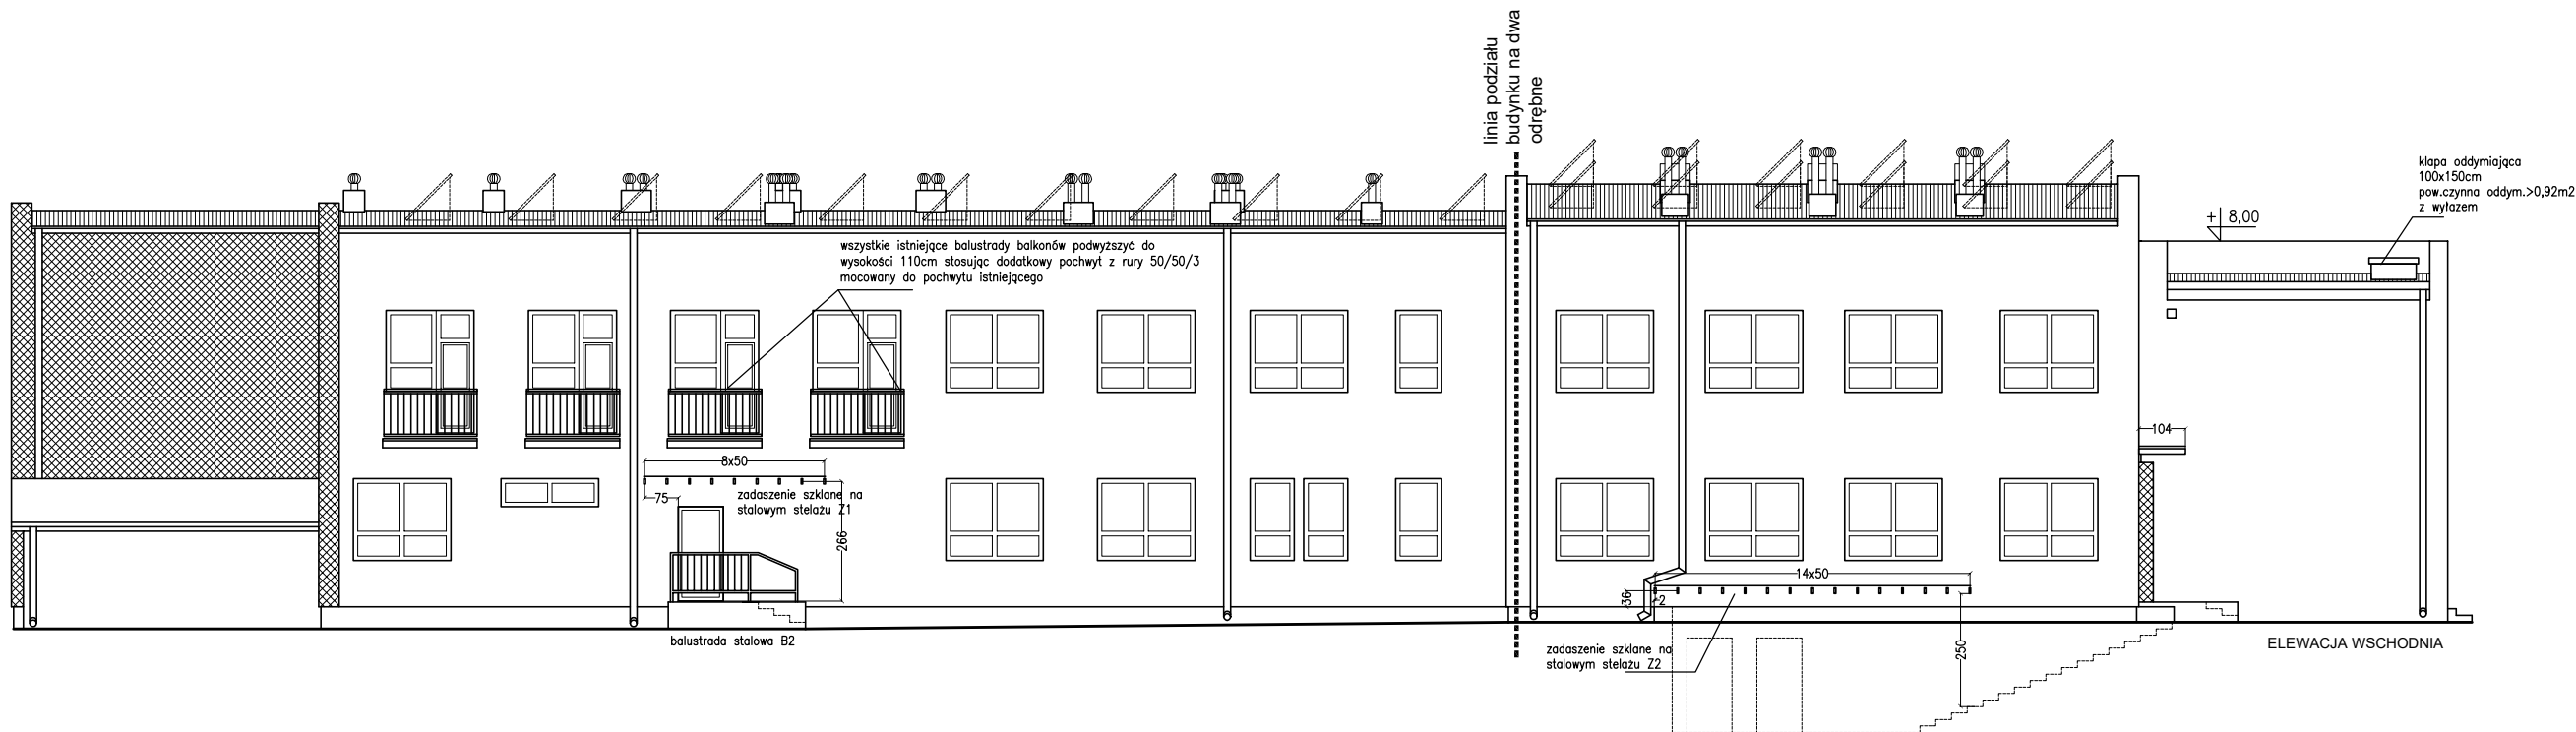 linia podziału
budynku na dwa
odrębne
klapa oddymiająca
100x150cm
pow.czynna oddym.>0,92m2
z wyłazem
+ 8,00
wszystkie istniejące balustrady balkonów podwyższyć do
wysokości 110cm stosując dodatkowy pochwyt z rury 50/50/3
mocowany do pochwytu istniejącego
104
8x50
75
zadaszenie szklane na
stalowym stelażu Z1
266
14x50
36
2
balustrada stalowa B2
zadaszenie szklane na
stalowym stelażu Z2
250
ELEWACJA WSCHODNIA